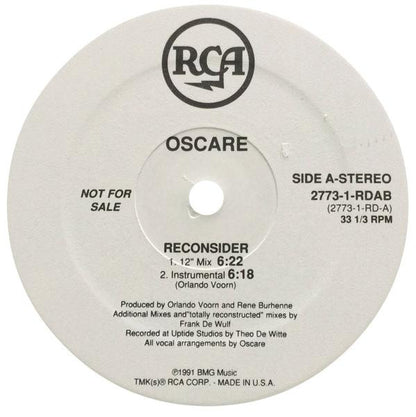 RCA
OSCARE
NOT FOR
SALE
SIDE A-STEREO
2773-1-RDAB
(2773-1-RD-A)
33 1/3 RPM
RECONSIDER
1. 12" Mix 6:22
2. Instrumental 6:18
(Orlando Voorn)
Produced by Orlando Voorn and Rene Burhenne
Additional Mixes and"totally reconstructed" mixes by
Frank De Wulf
Recorded at Uptide Studios by Theo De Witte
All vocal arrangements by Oscare
℗1991 BMG Music
TMK(s)® RCA CORP. - MADE IN U.S.A.